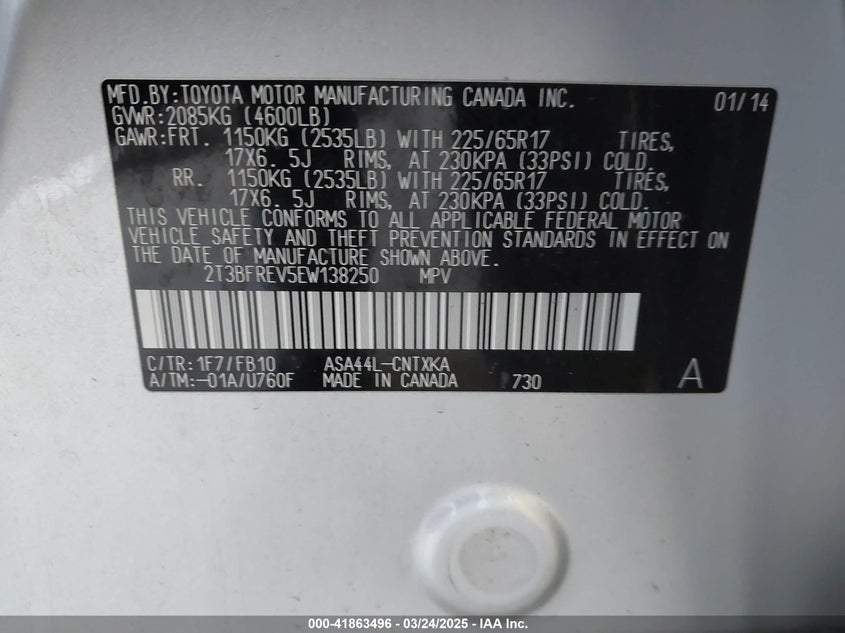 MFD.BY:TOYOTA MOTOR MANUFACTURING CANADA INC. 01/14
GVWR:2085KG (4600LB)
GAWR:FRT. 1150KG (2535LB) WITH 225/65R17 TIRES,
17X6. 5J RIMS, AT 230KPA (33PSI) COLD.
RR. 1150KG (2535LB) WITH 225/65R17 TIRES,
17X6. 5J RIMS, AT 230KPA (33PSI) COLD.
THIS VEHICLE CONFORMS TO ALL APPLICABLE FEDERAL MOTOR
VEHICLE SAFETY AND THEFT PREVENTION STANDARDS IN EFFECT ON
THE DATE OF MANUFACTURE SHOWN ABOVE.
2T3BFREV5EW138250 MPV
C/TR:1F7/FB10 ASA44L-CNTXKA
A/TM:-01A/U760F MADE IN CANADA 730 A
000-41863496 - 03/24/2025 - IAA Inc.